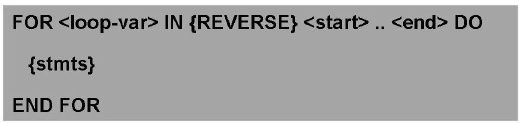 FOR <loop-var> IN {REVERSE} <start> .. <end> DO
{stmts}
END FOR